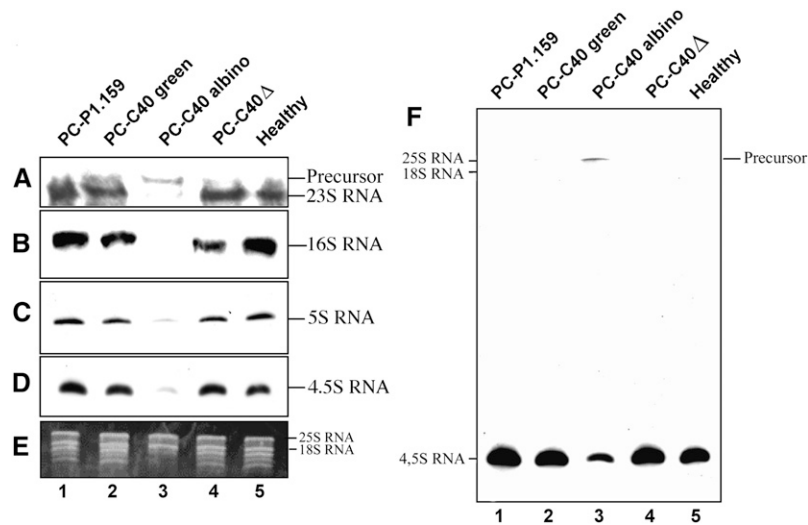 PC-P1.159
PC-C40 green
PC-C40 albino
PC-C40Δ
Healthy
A
Precursor
23S RNA
B
16S RNA
C
5S RNA
D
4.5S RNA
E
25S RNA
18S RNA
1 2 3 4 5
F
PC-P1.159
PC-C40 green
PC-C40 albino
PC-C40Δ
Healthy
25S RNA
Precursor
18S RNA
4,5S RNA
1 2 3 4 5